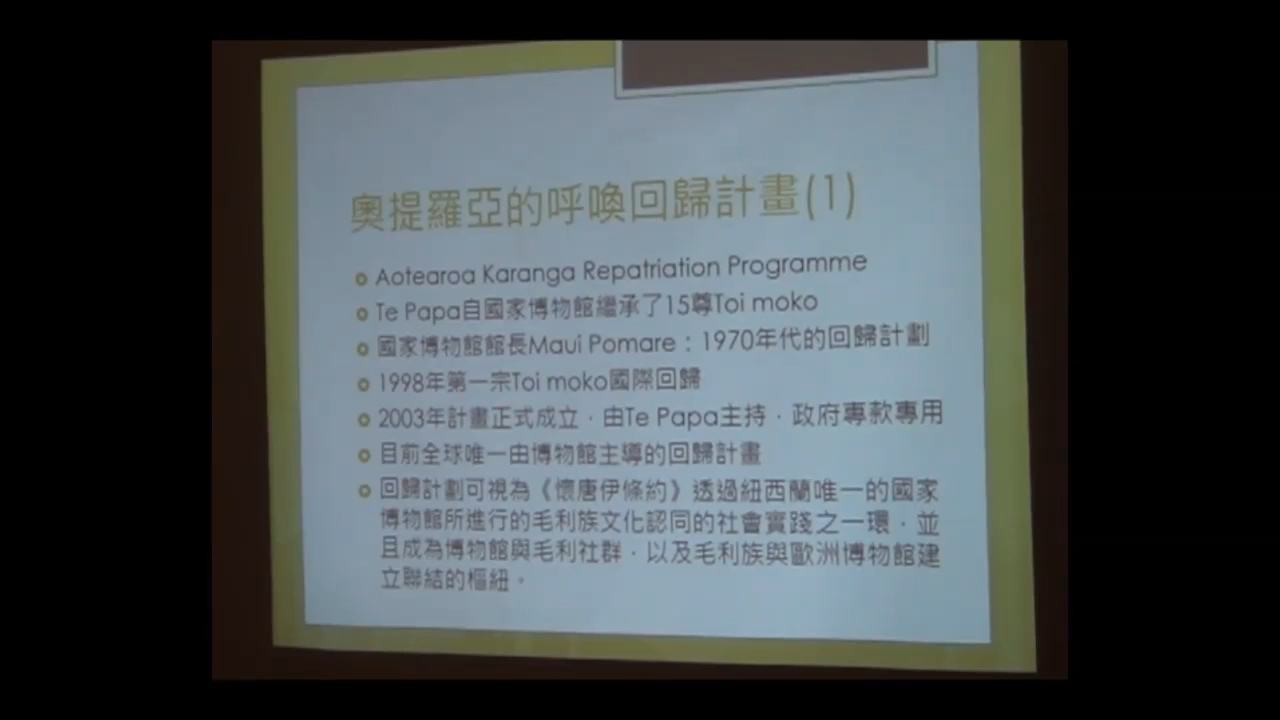 奧提羅亞的呼喚回歸計畫(1)
Aotearoa Karanga Repatriation Programme
Te Papa自國家博物館繼承了15尊Toi moko
國家博物館館長Maui Pomare：1970年代的回歸計劃
1998年第一宗Toi moko國際回歸
2003年計畫正式成立，由Te Papa主持，政府專款專用
目前全球唯一由博物館主導的回歸計畫
回歸計劃可視為《懷唐伊條約》透過紐西蘭唯一的國家
博物館所進行的毛利族文化認同的社會實踐之一環，並
且成為博物館與毛利社群，以及毛利族與歐洲博物館建
立聯結的樞紐。